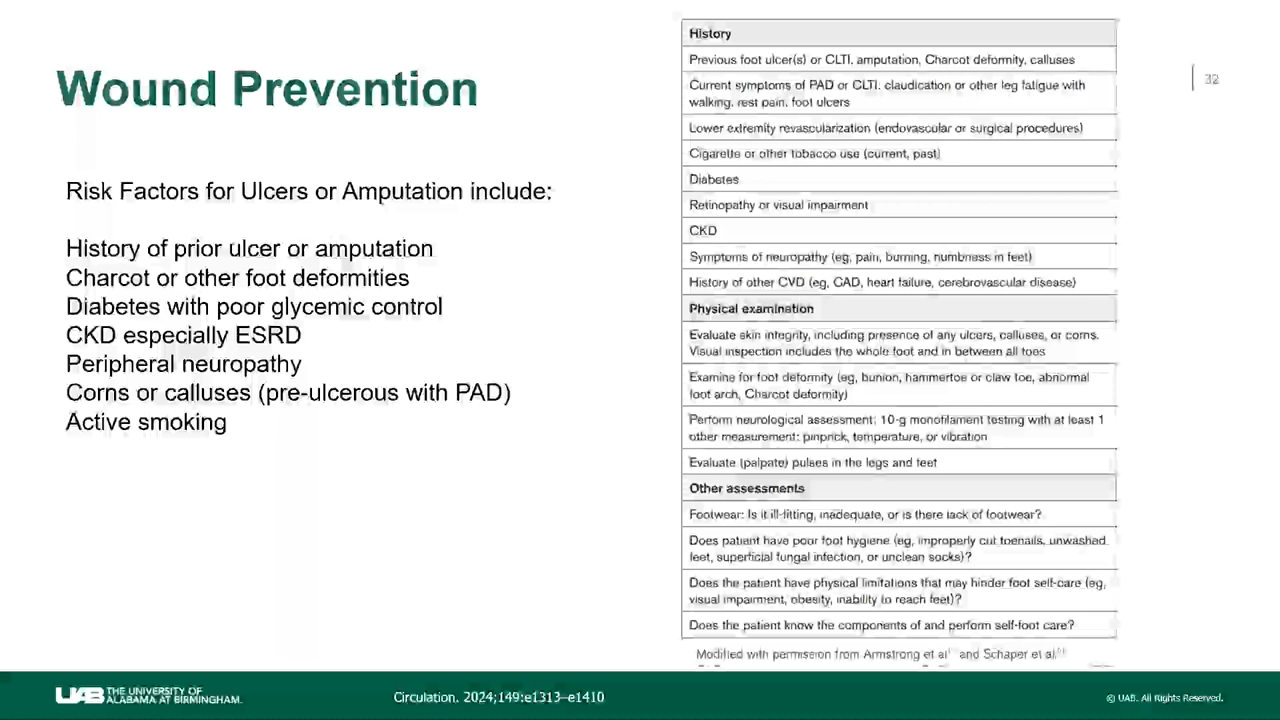 Wound Prevention
Risk Factors for Ulcers or Amputation include:
History of prior ulcer or amputation
Charcot or other foot deformities
Diabetes with poor glycemic control
CKD especially ESRD
Peripheral neuropathy
Corns or calluses (pre-ulcerous with PAD)
Active smoking
History
Previous foot ulcer(s) or CLTI, amputation, Charcot deformity, calluses
Current symptoms of PAD or CLTI: claudication or other leg fatigue with
walking, rest pain, foot ulcers
Lower extremity revascularization (endovascular or surgical procedures)
Cigarette or other tobacco use (current, past)
Diabetes
Retinopathy or visual impairment
CKD
Symptoms of neuropathy (eg, pain, burning, numbness in feet)
History of other CVD (eg, CAD, heart failure, cerebrovascular disease)
Physical examination
Evaluate skin integrity, including presence of any ulcers, calluses, or corns.
Visual inspection includes the whole foot and in between all toes
Examine for foot deformity (eg, bunion, hammertoe or claw toe, abnormal
foot arch, Charcot deformity)
Perform neurological assessment: 10-g monofilament testing with at least 1
other measurement: pinprick, temperature, or vibration
Evaluate (palpate) pulses in the legs and feet
Other assessments
Footwear: Is it ill-fitting, inadequate, or is there lack of footwear?
Does patient have poor foot hygiene (eg, improperly cut toenails, unwashed
feet, superficial fungal infection, or unclean socks)?
Does the patient have physical limitations that may hinder foot self-care (eg,
visual impairment, obesity, inability to reach feet)?
Does the patient know the components of and perform self-foot care?
Modified with permission from Armstrong et al and Schaper et al.
32
UAB THE UNIVERSITY OF
ALABAMA AT BIRMINGHAM.
Circulation. 2024;149:e1313–e1410
© UAB. All Rights Reserved.